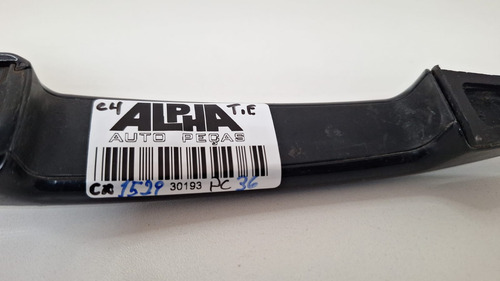 C4 ALPHA T.E
AUTO PEÇAS
CX 1529 30193 PC 36